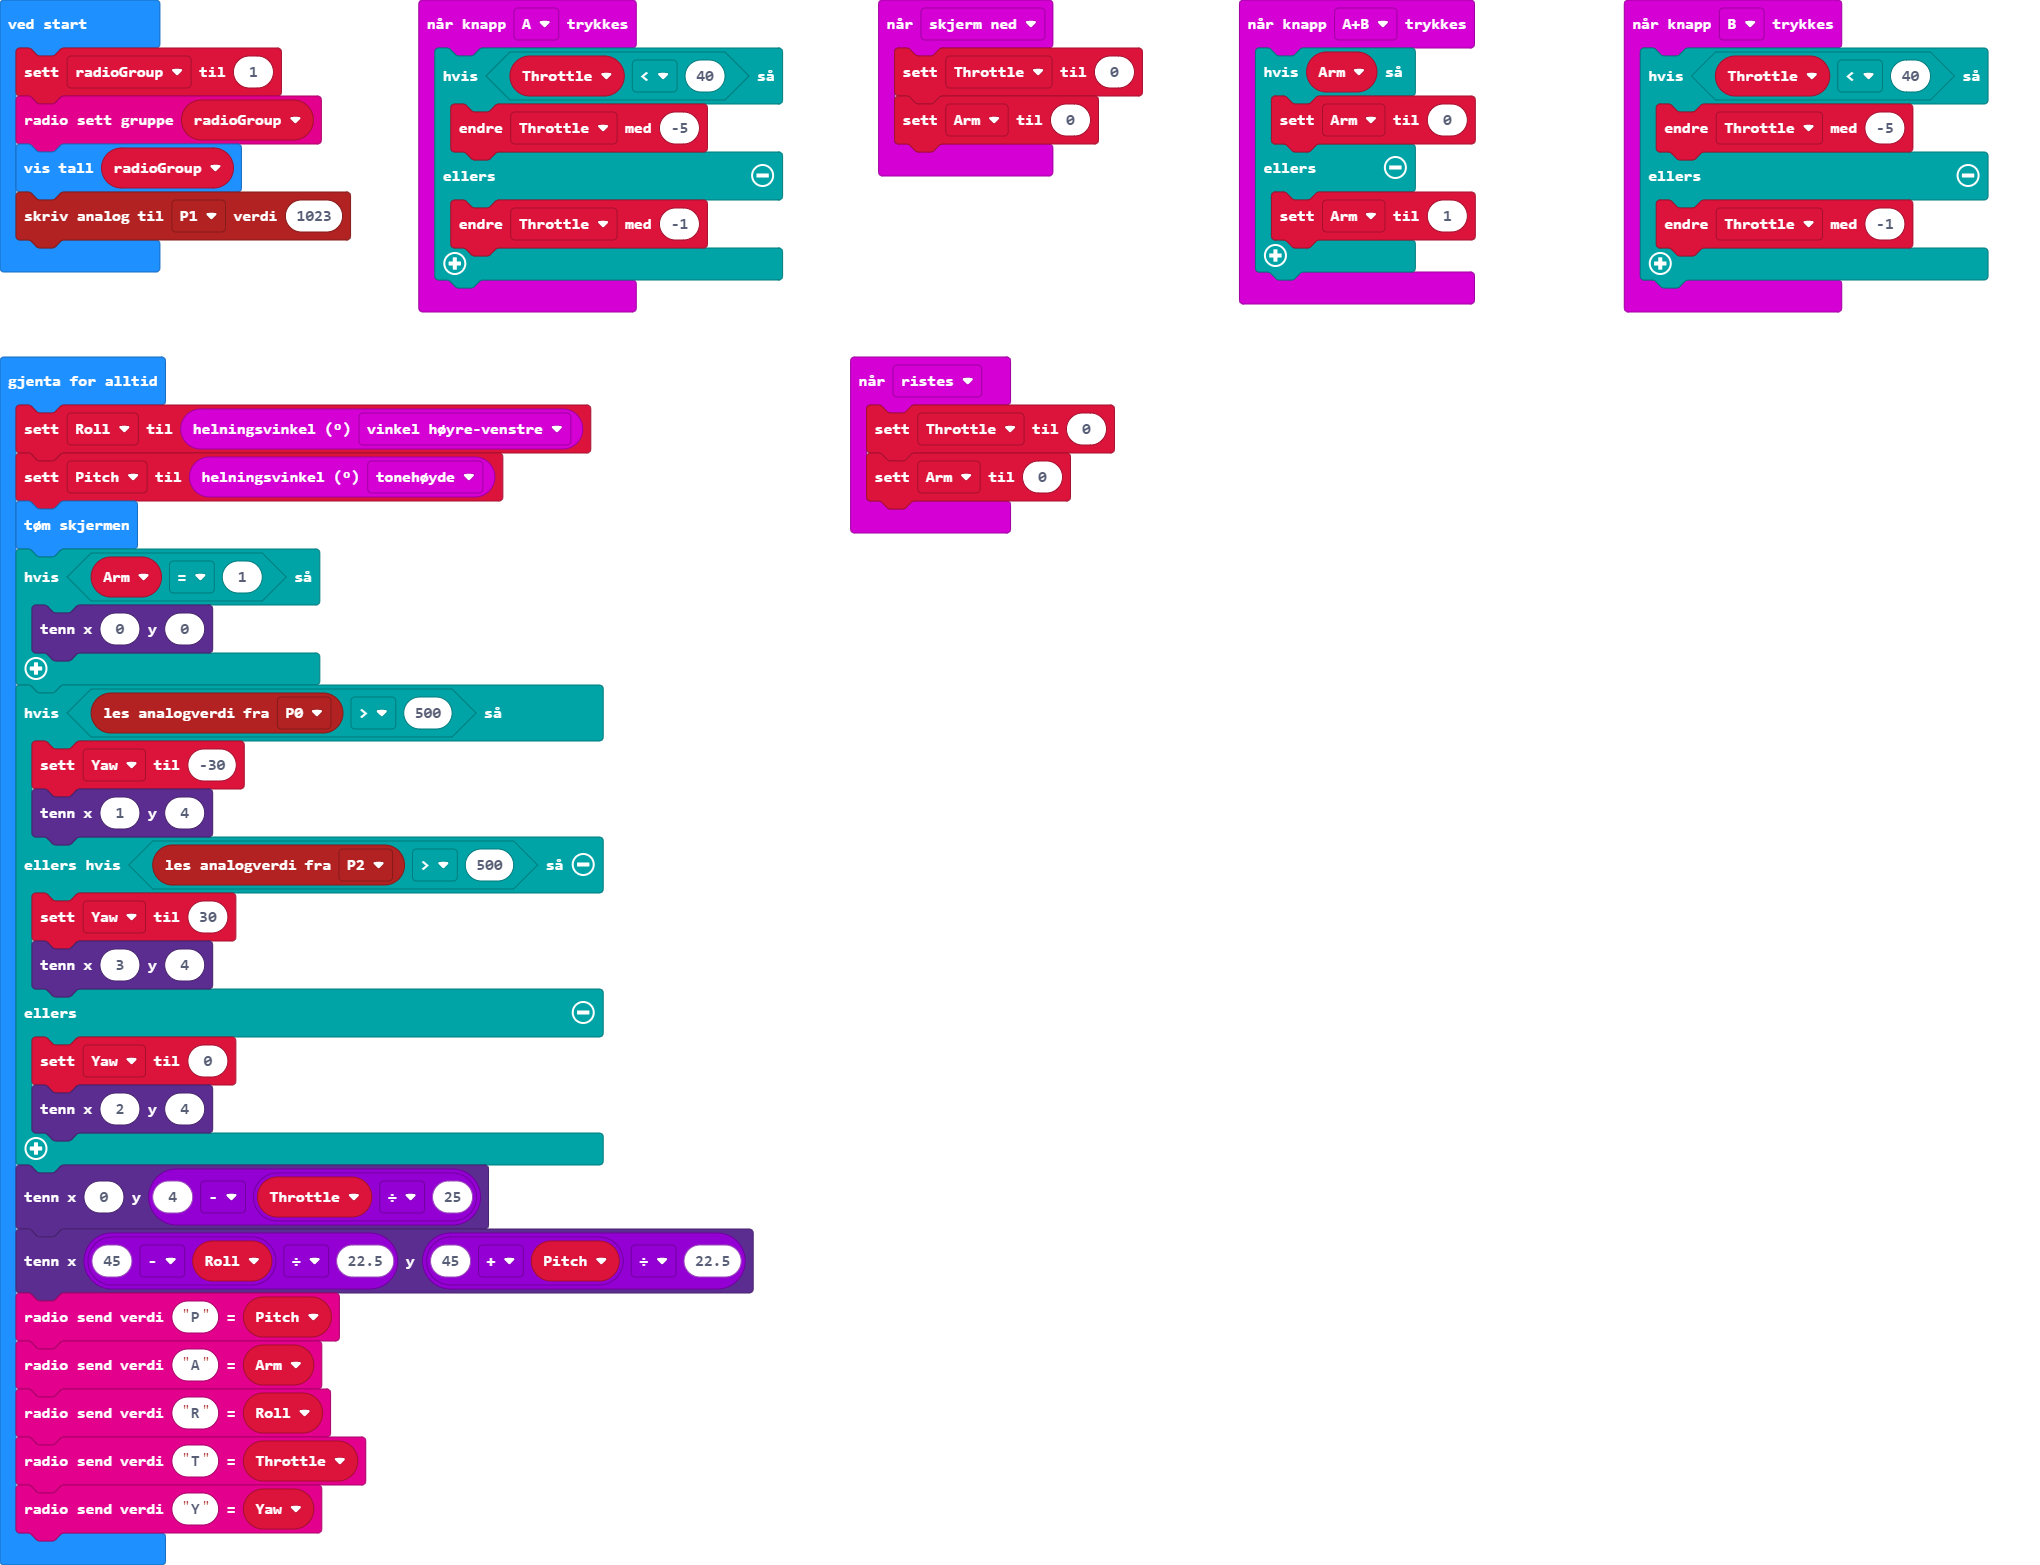 ved start
sett radioGroup til 1
radio sett gruppe radioGroup
vis tall radioGroup
skriv analog til P1 verdi 1023
når knapp A trykkes
hvis Throttle < 40 så
endre Throttle med -5
ellers
endre Throttle med -1
når skjerm ned
sett Throttle til 0
sett Arm til 0
når knapp A+B trykkes
hvis Arm så
sett Arm til 0
ellers
sett Arm til 1
når knapp B trykkes
hvis Throttle < 40 så
endre Throttle med -5
ellers
endre Throttle med -1
gjenta for alltid
sett Roll til helningsvinkel (º) vinkel høyre-venstre
sett Pitch til helningsvinkel (º) tonehøyde
tøm skjermen
hvis Arm = 1 så
tenn x 0 y 0
hvis les analogverdi fra P0 > 500 så
sett Yaw til -30
tenn x 1 y 4
ellers hvis les analogverdi fra P2 > 500 så
sett Yaw til 30
tenn x 3 y 4
ellers
sett Yaw til 0
tenn x 2 y 4
tenn x 0 y 4 - Throttle ÷ 25
tenn x 45 - Roll ÷ 22.5 y 45 + Pitch ÷ 22.5
radio send verdi "P" = Pitch
radio send verdi "A" = Arm
radio send verdi "R" = Roll
radio send verdi "T" = Throttle
radio send verdi "Y" = Yaw
når ristes
sett Throttle til 0
sett Arm til 0